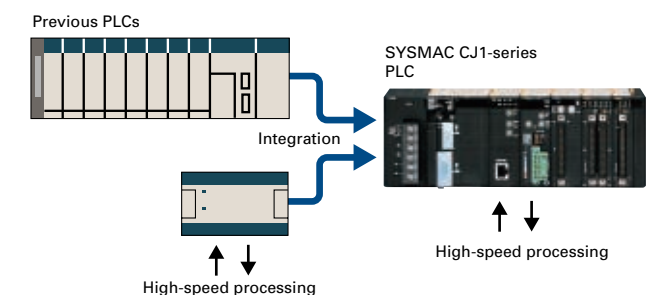 Previous PLCs
SYSMAC CJ1-series
PLC
Integration
High-speed processing
High-speed processing